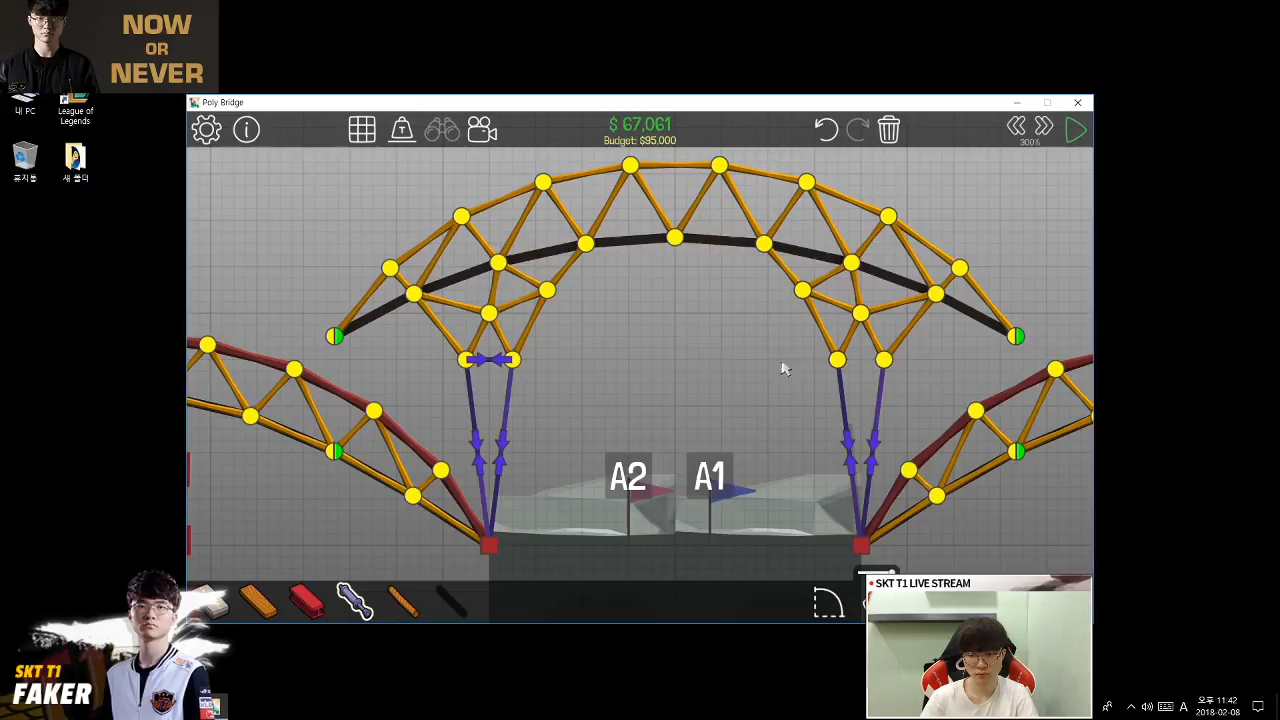 NOW
OR
NEVER
내 PC
League of
Legends
휴지통
새 폴더
Poly Bridge
$ 67,061
Budget: $95,000
300%
A2
A1
SKT T1 LIVE STREAM
SKT T1
FAKER
A
오후 11:42
2018-02-08